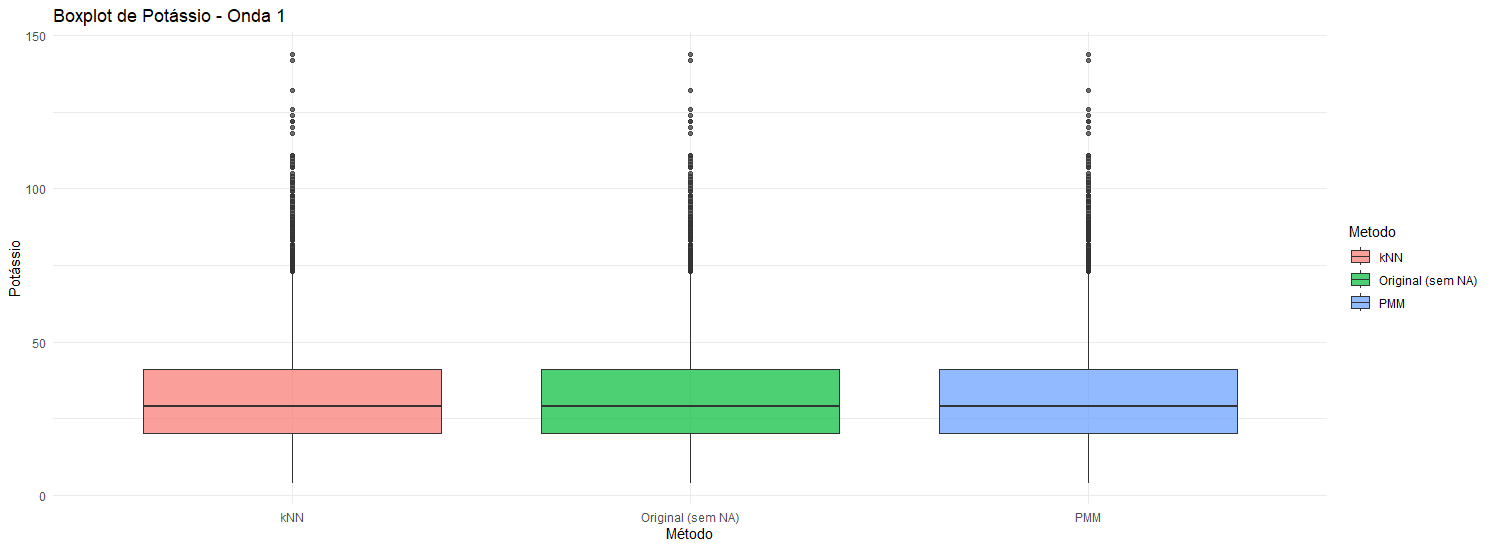 Boxplot de Potássio - Onda 1
150
100
50
0
Potássio
kNN
Original (sem NA)
PMM
Método
Metodo
kNN
Original (sem NA)
PMM